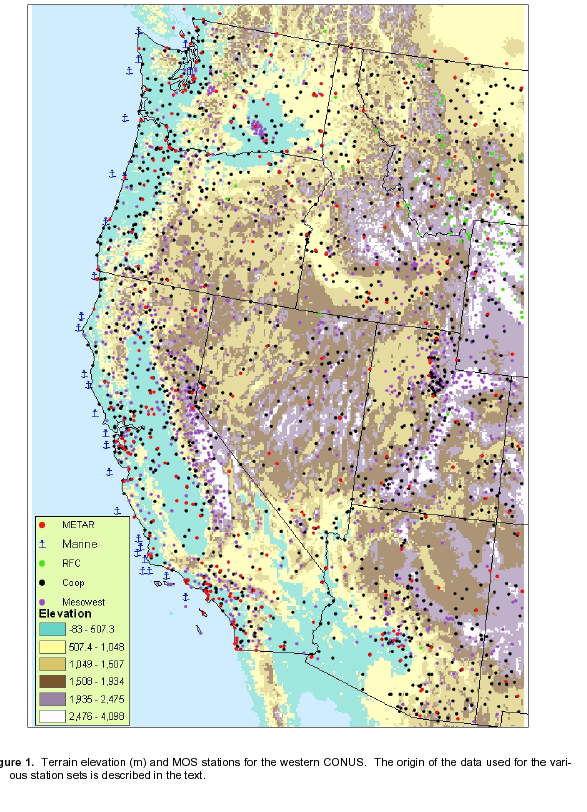 METAR
Marine
RFC
Coop
Mesowest
Elevation
-83 - 507.3
507.4 - 1,048
1,049 - 1,507
1,508 - 1,934
1,935 - 2,475
2,476 - 4,098
gure 1. Terrain elevation (m) and MOS stations for the western CONUS. The origin of the data used for the vari-
ous station sets is described in the text.